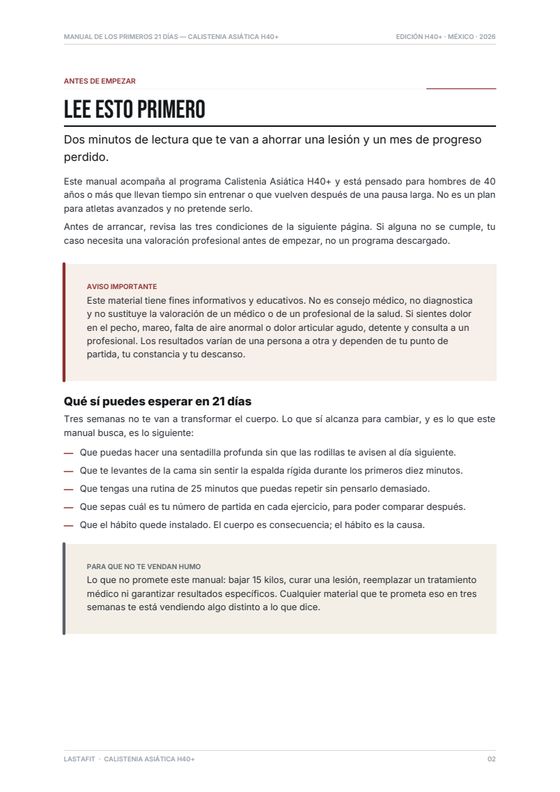 MANUAL DE LOS PRIMEROS 21 DÍAS — CALISTENIA ASIÁTICA H40+
EDICIÓN H40+ · MÉXICO · 2026
ANTES DE EMPEZAR
LEE ESTO PRIMERO
Dos minutos de lectura que te van a ahorrar una lesión y un mes de progreso
perdido.
Este manual acompaña al programa Calistenia Asiática H40+ y está pensado para hombres de 40
años o más que llevan tiempo sin entrenar o que vuelven después de una pausa larga. No es un plan
para atletas avanzados y no pretende serlo.
Antes de arrancar, revisa las tres condiciones de la siguiente página. Si alguna no se cumple, tu
caso necesita una valoración profesional antes de empezar, no un programa descargado.
AVISO IMPORTANTE
Este material tiene fines informativos y educativos. No es consejo médico, no diagnostica
y no sustituye la valoración de un médico o de un profesional de la salud. Si sientes dolor
en el pecho, mareo, falta de aire anormal o dolor articular agudo, detente y consulta a un
profesional. Los resultados varían de una persona a otra y dependen de tu punto de
partida, tu constancia y tu descanso.
Qué sí puedes esperar en 21 días
Tres semanas no te van a transformar el cuerpo. Lo que sí alcanza para cambiar, y es lo que este
manual busca, es lo siguiente:
— Que puedas hacer una sentadilla profunda sin que las rodillas te avisen al día siguiente.
— Que te levantes de la cama sin sentir la espalda rígida durante los primeros diez minutos.
— Que tengas una rutina de 25 minutos que puedas repetir sin pensarlo demasiado.
— Que sepas cuál es tu número de partida en cada ejercicio, para poder comparar después.
— Que el hábito quede instalado. El cuerpo es consecuencia; el hábito es la causa.
PARA QUE NO TE VENDAN HUMO
Lo que no promete este manual: bajar 15 kilos, curar una lesión, reemplazar un tratamiento
médico ni garantizar resultados específicos. Cualquier material que te prometa eso en tres
semanas te está vendiendo algo distinto a lo que dice.
LASTAFIT · CALISTENIA ASIÁTICA H40+
02